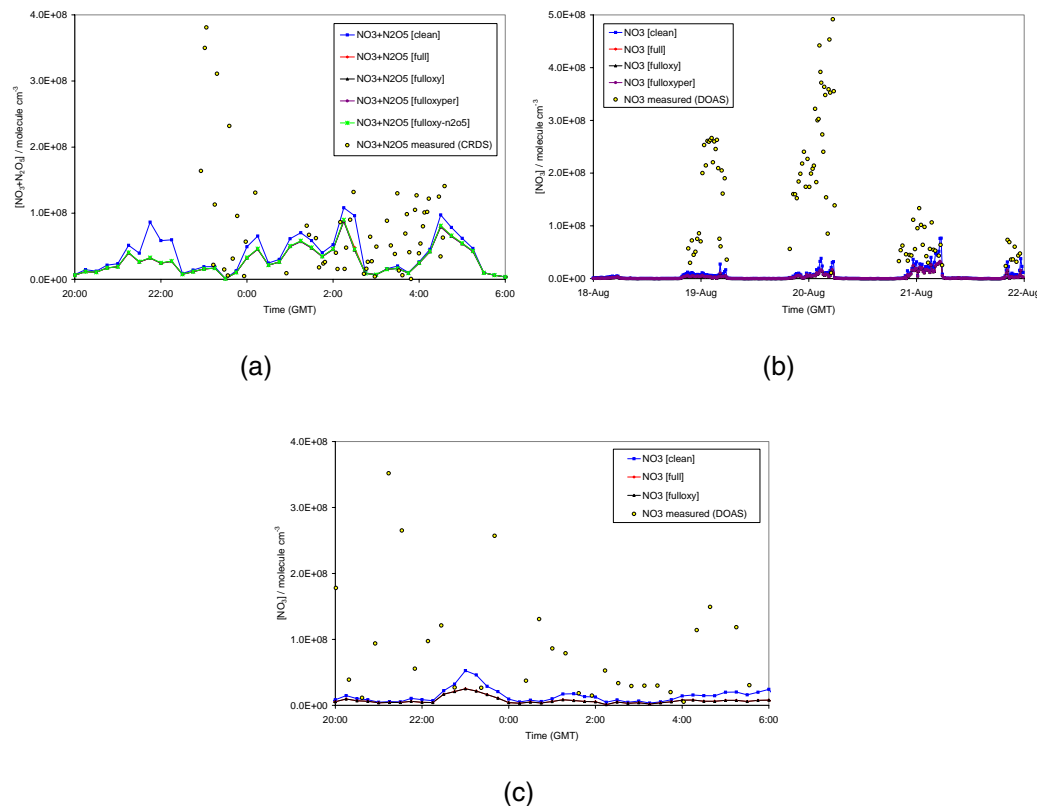 4.0E+08
3.0E+08
2.0E+08
1.0E+08
0.0E+00
[NO3+N2O5] / molecule cm-3
20:00 22:00 0:00 2:00 4:00 6:00
Time (GMT)
NO3+N2O5 [clean]
NO3+N2O5 [full]
NO3+N2O5 [fulloxy]
NO3+N2O5 [fulloxyper]
NO3+N2O5 [fulloxy-n2o5]
NO3+N2O5 measured (CRDS)
(a)
5.0E+08
4.0E+08
3.0E+08
2.0E+08
1.0E+08
0.0E+00
[NO3] / molecule cm-3
18-Aug 19-Aug 20-Aug 21-Aug 22-Aug
Time (GMT)
NO3 [clean]
NO3 [full]
NO3 [fulloxy]
NO3 [fulloxyper]
NO3 measured (DOAS)
(b)
4.0E+08
3.0E+08
2.0E+08
1.0E+08
0.0E+00
[NO3] / molecule cm-3
20:00 22:00 0:00 2:00 4:00 6:00
Time (GMT)
NO3 [clean]
NO3 [full]
NO3 [fulloxy]
NO3 measured (DOAS)
(c)